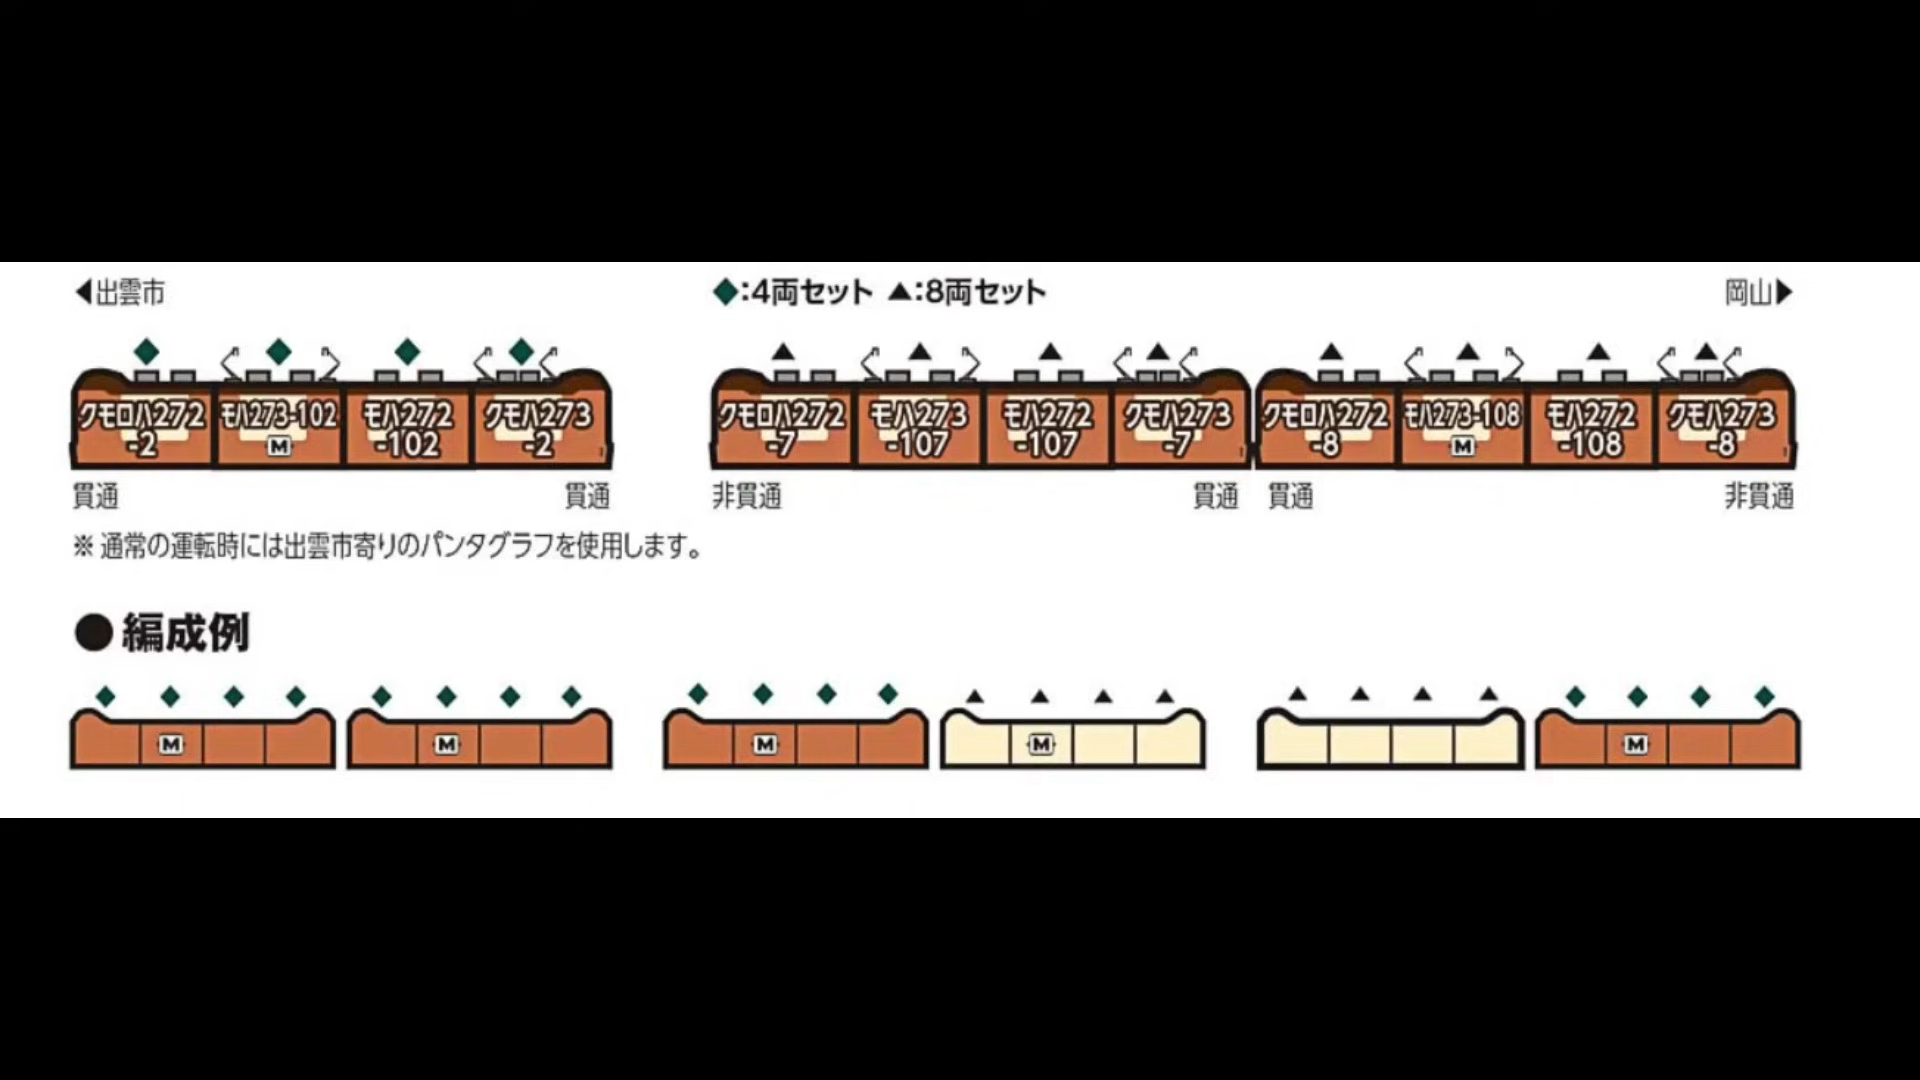 ◀出雲市
◆:4両セット ▲:8両セット
岡山▶
クモロハ272
-2
モハ273-102
M
モハ272
-102
クモハ273
-2
クモロハ272
-7
モハ273
-107
モハ272
-107
クモハ273
-7
クモロハ272
-8
モハ273-108
M
モハ272
-108
クモハ273
-8
貫通
貫通
非貫通
貫通
貫通
非貫通
※ 通常の運転時には出雲市寄りのパンタグラフを使用します。
● 編成例
M
M
M
M
M